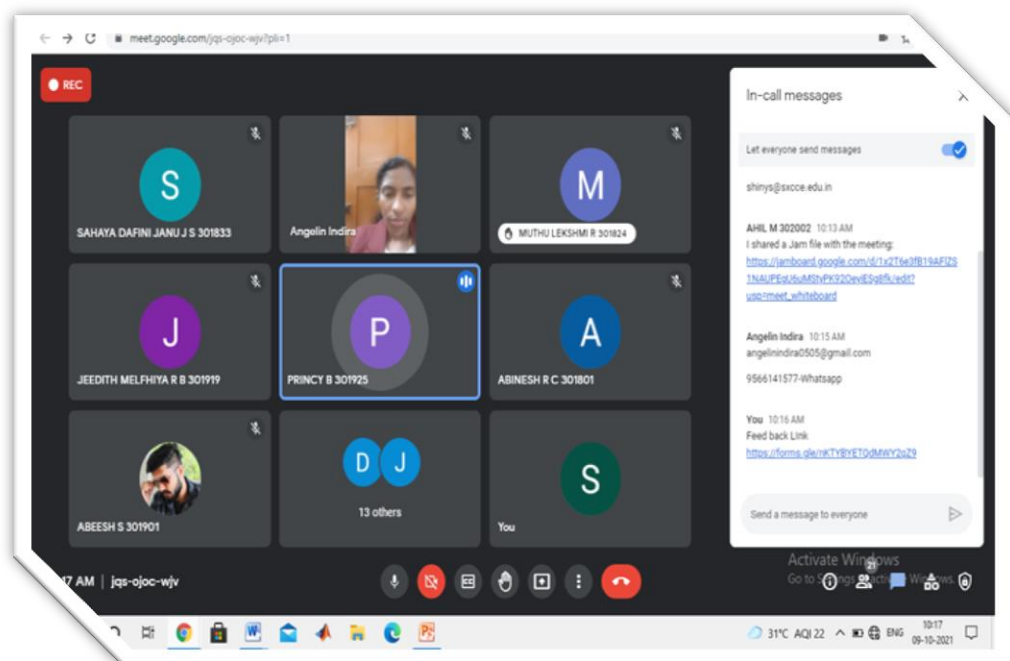 meet.google.com/jqs-ojoc-wjv?pli=1
REC
S
SAHAYA DAFINI JANU J S 301833
Angelin Indira
M
MUTHU LEKSHMI R 301824
J
JEEDITH MELFHIYA R B 301919
P
PRINCY B 301925
A
ABINESH R C 301801
ABEESH S 301901
D J
13 others
S
You
In-call messages
Let everyone send messages
shinys@sxcce.edu.in
AHIL M 302002 10:13 AM
I shared a Jam file with the meeting:
usp=meet_whiteboard
Angelin Indira 10:15 AM
angelinindira0505@gmail.com
9566141577-Whatsapp
You 10:16 AM
Feed back Link
Send a message to everyone
Activate Windows
Go to
21
AM | jqs-ojoc-wjv
31°C AQI 22 ENG
10:17
09-10-2021